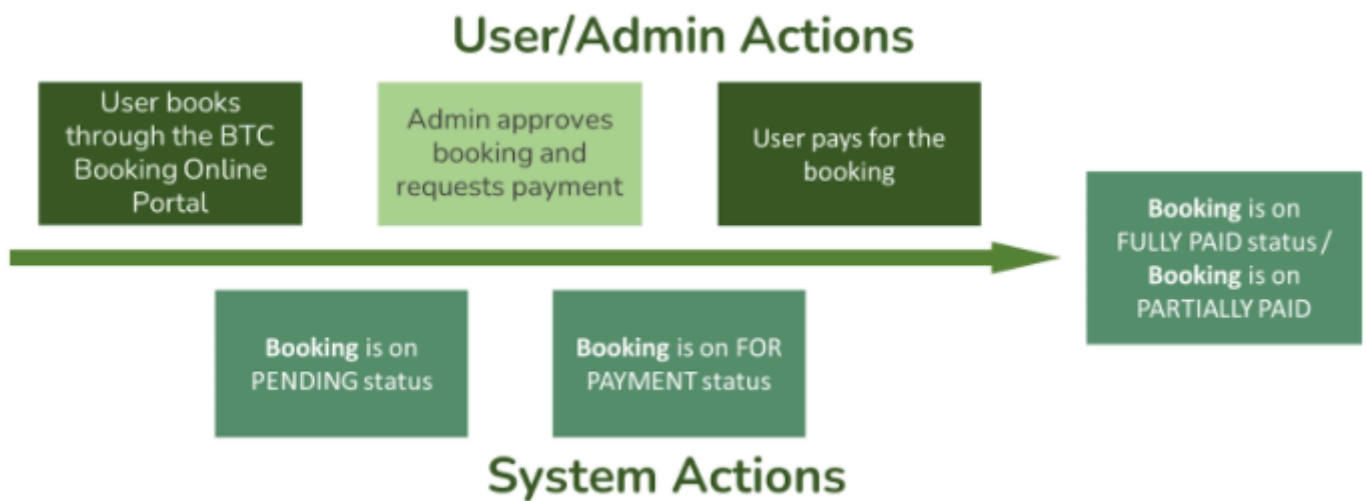 User/Admin Actions
User books
through the BTC
Booking Online
Portal
Admin approves
booking and
requests payment
User pays for the
booking
Booking is on
FULLY PAID status /
Booking is on
PARTIALLY PAID
Booking is on
PENDING status
Booking is on FOR
PAYMENT status
System Actions